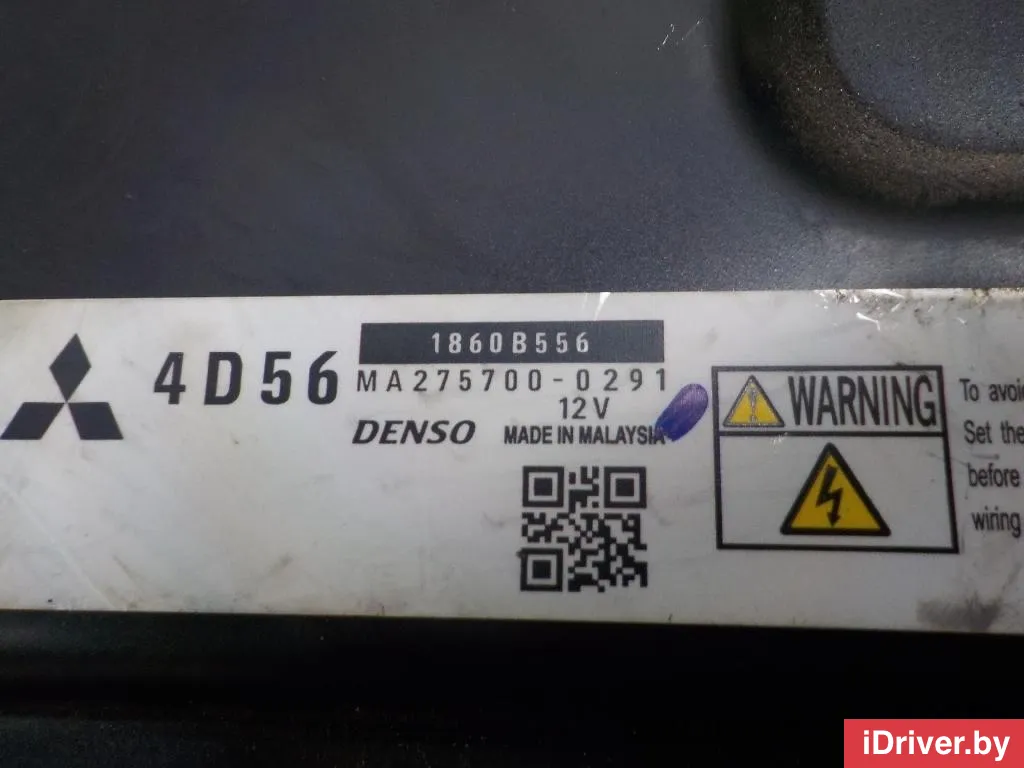 4D56
1860B556
MA275700-0291
12V
DENSO MADE IN MALAYSIA
WARNING
To avoi
Set the
before
wiring
iDriver.by